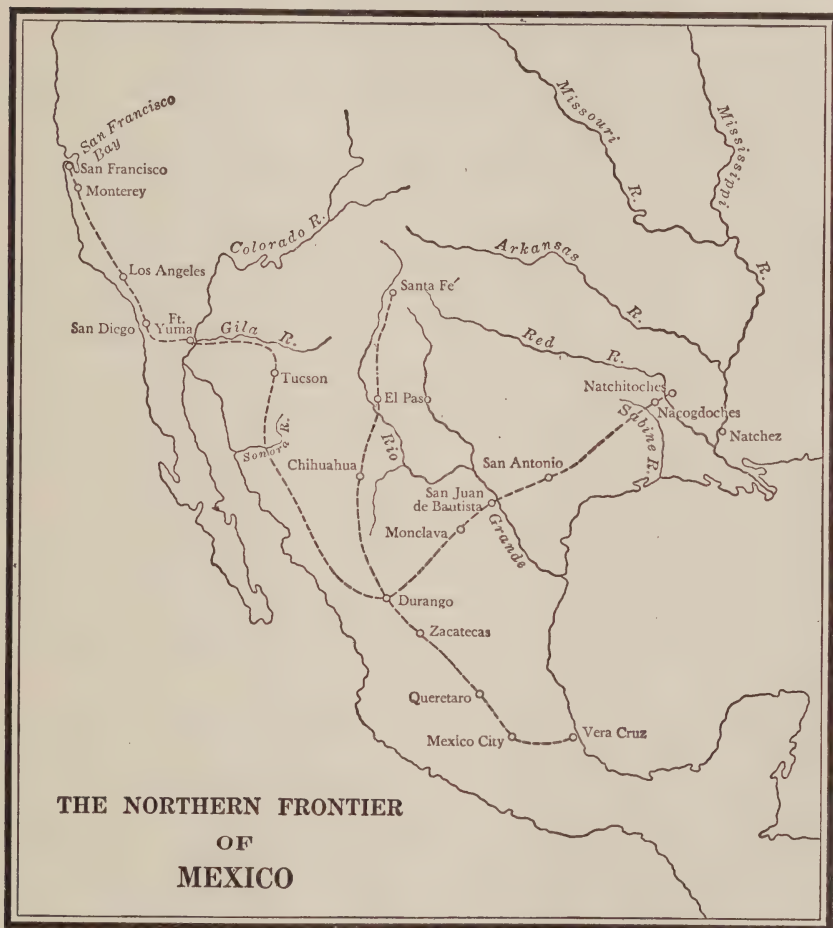 San Francisco
Bay
San Francisco
Monterey
Missouri
R.
Mississippi
R.
Colorado R.
Arkansas
R.
Los Angeles
Santa Fé
San Diego
Ft.
Yuma
Gila
R.
Red
R.
Tucson
El Paso
Natchitoches
Nacogdoches
Natchez
Sabine R.
Sonora R.
Rio
Grande
Chihuahua
San Antonio
San Juan
de Bautista
Monclava
Durango
Zacatecas
Queretaro
Mexico City
Vera Cruz
THE NORTHERN FRONTIER
OF
MEXICO